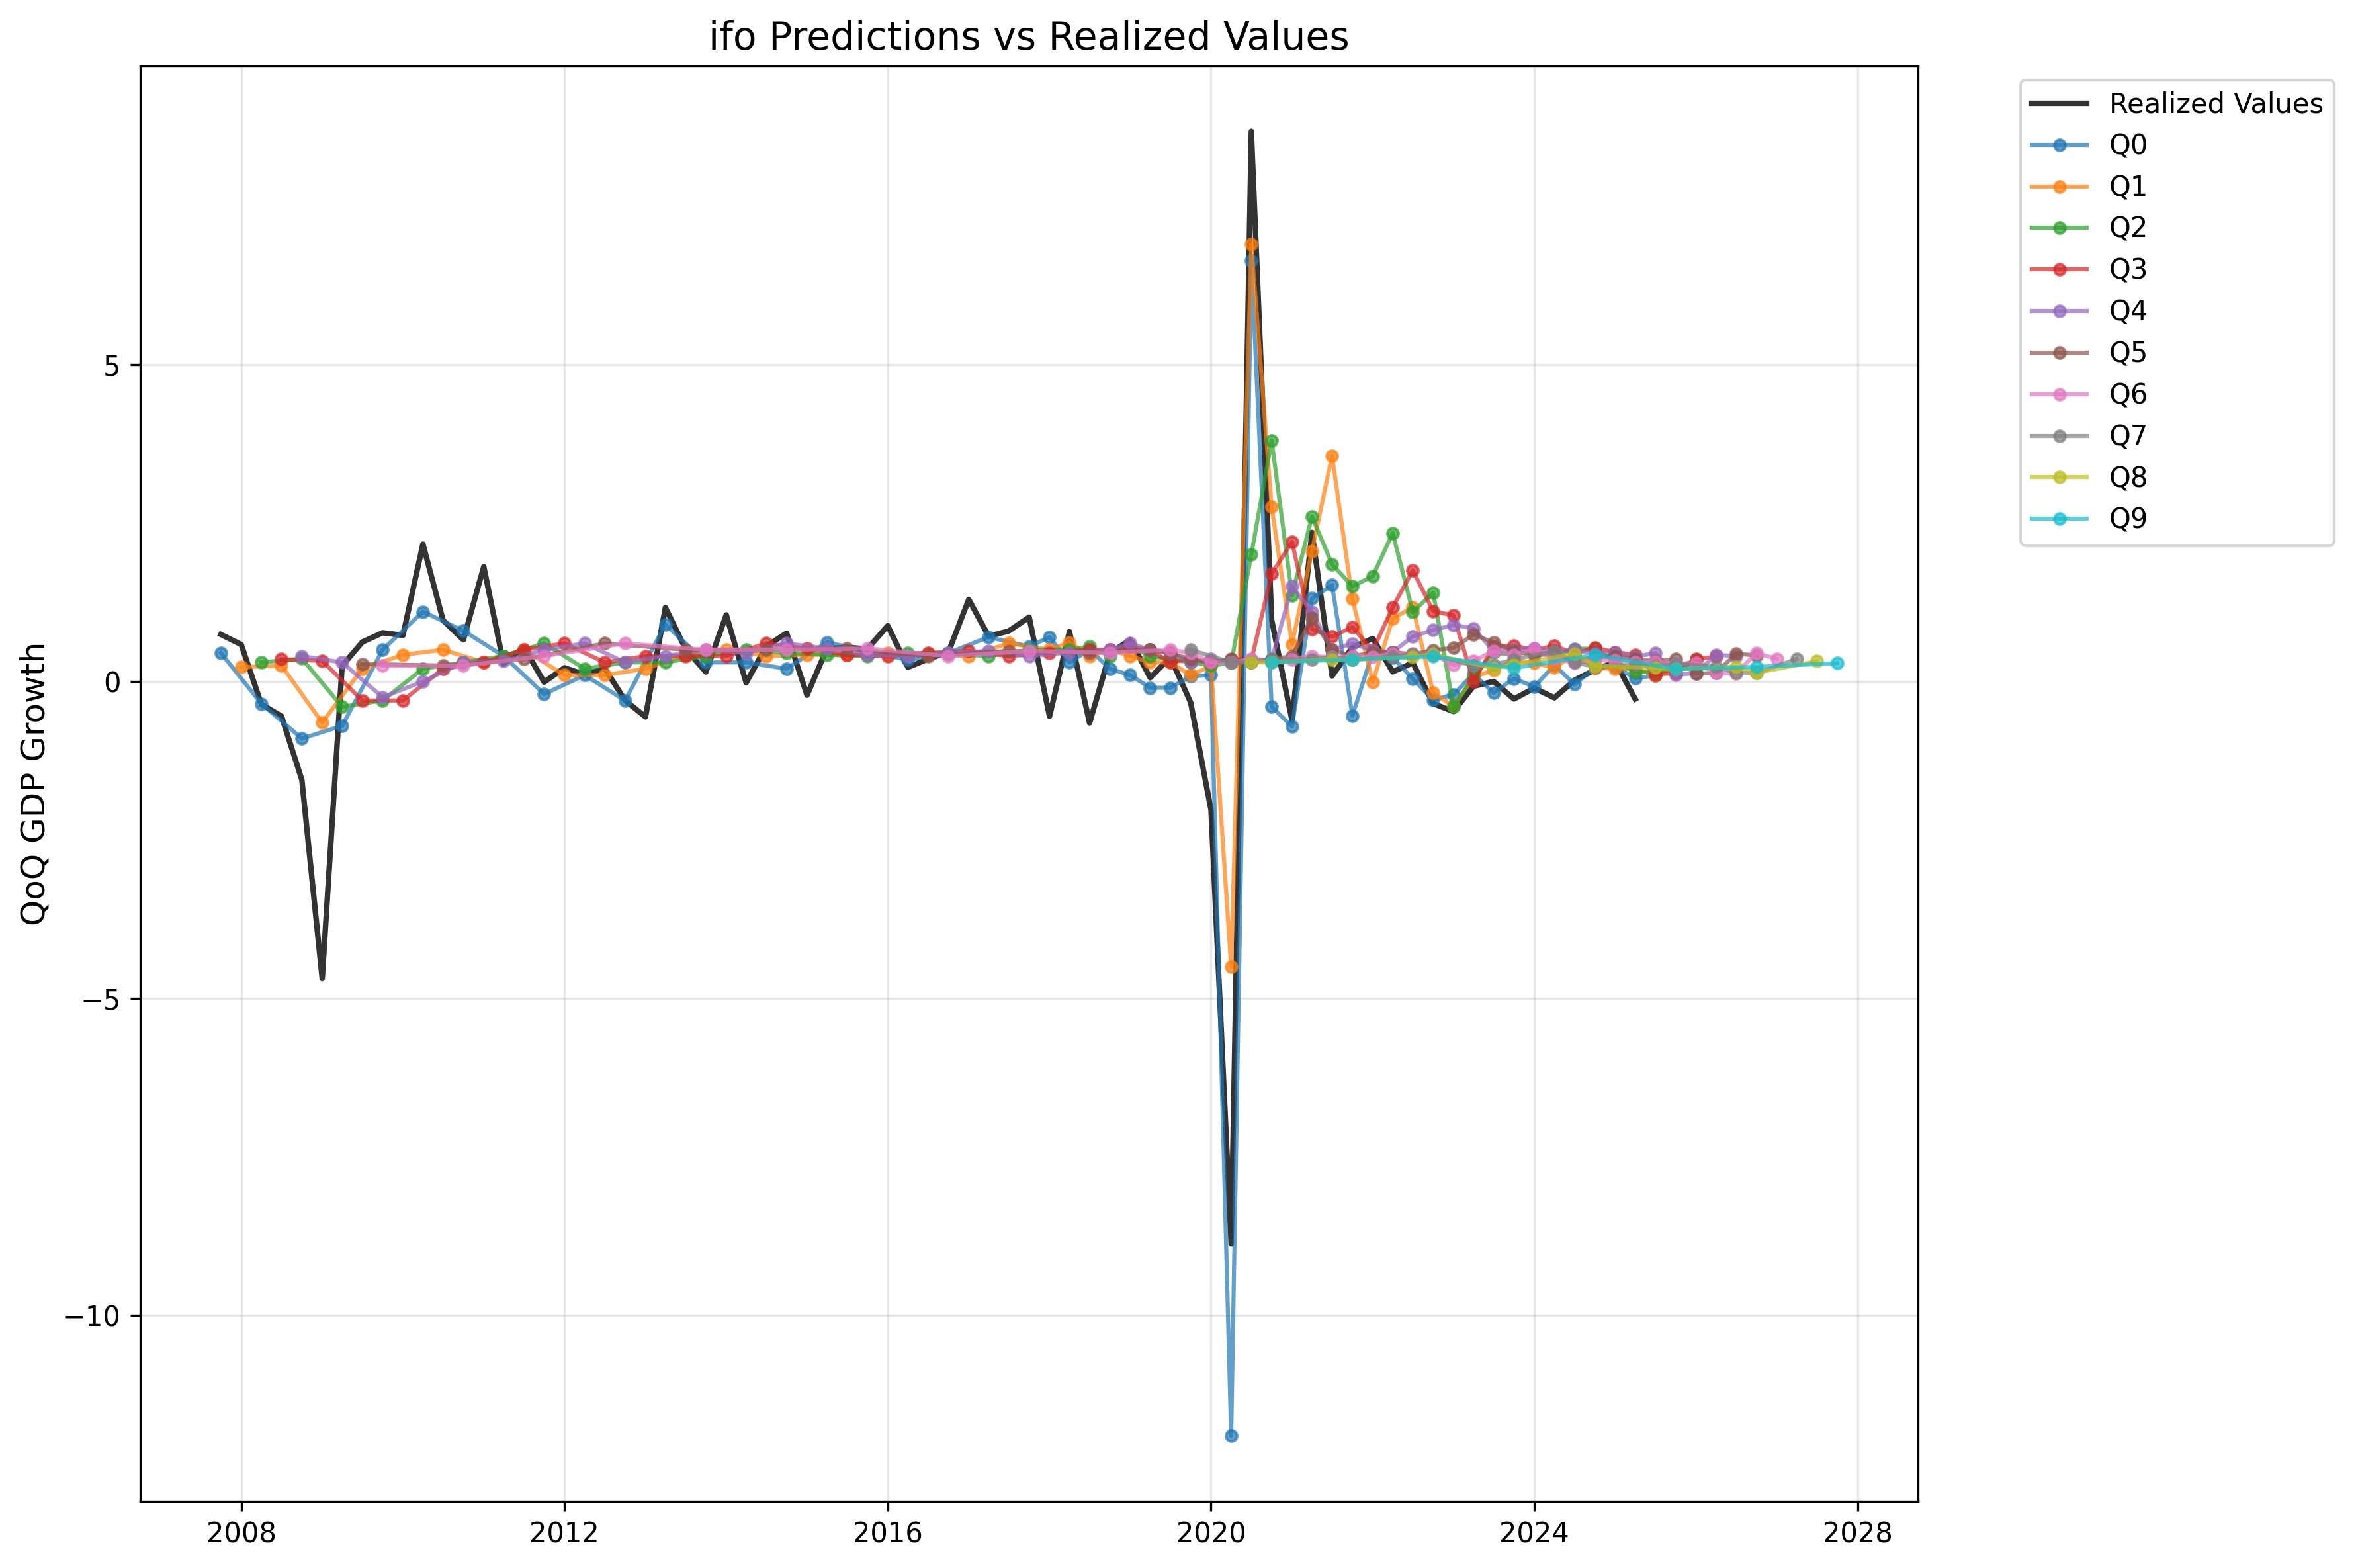 ifo Predictions vs Realized Values
QoQ GDP Growth
5
0
−5
−10
2008
2012
2016
2020
2024
2028
Realized Values
Q0
Q1
Q2
Q3
Q4
Q5
Q6
Q7
Q8
Q9